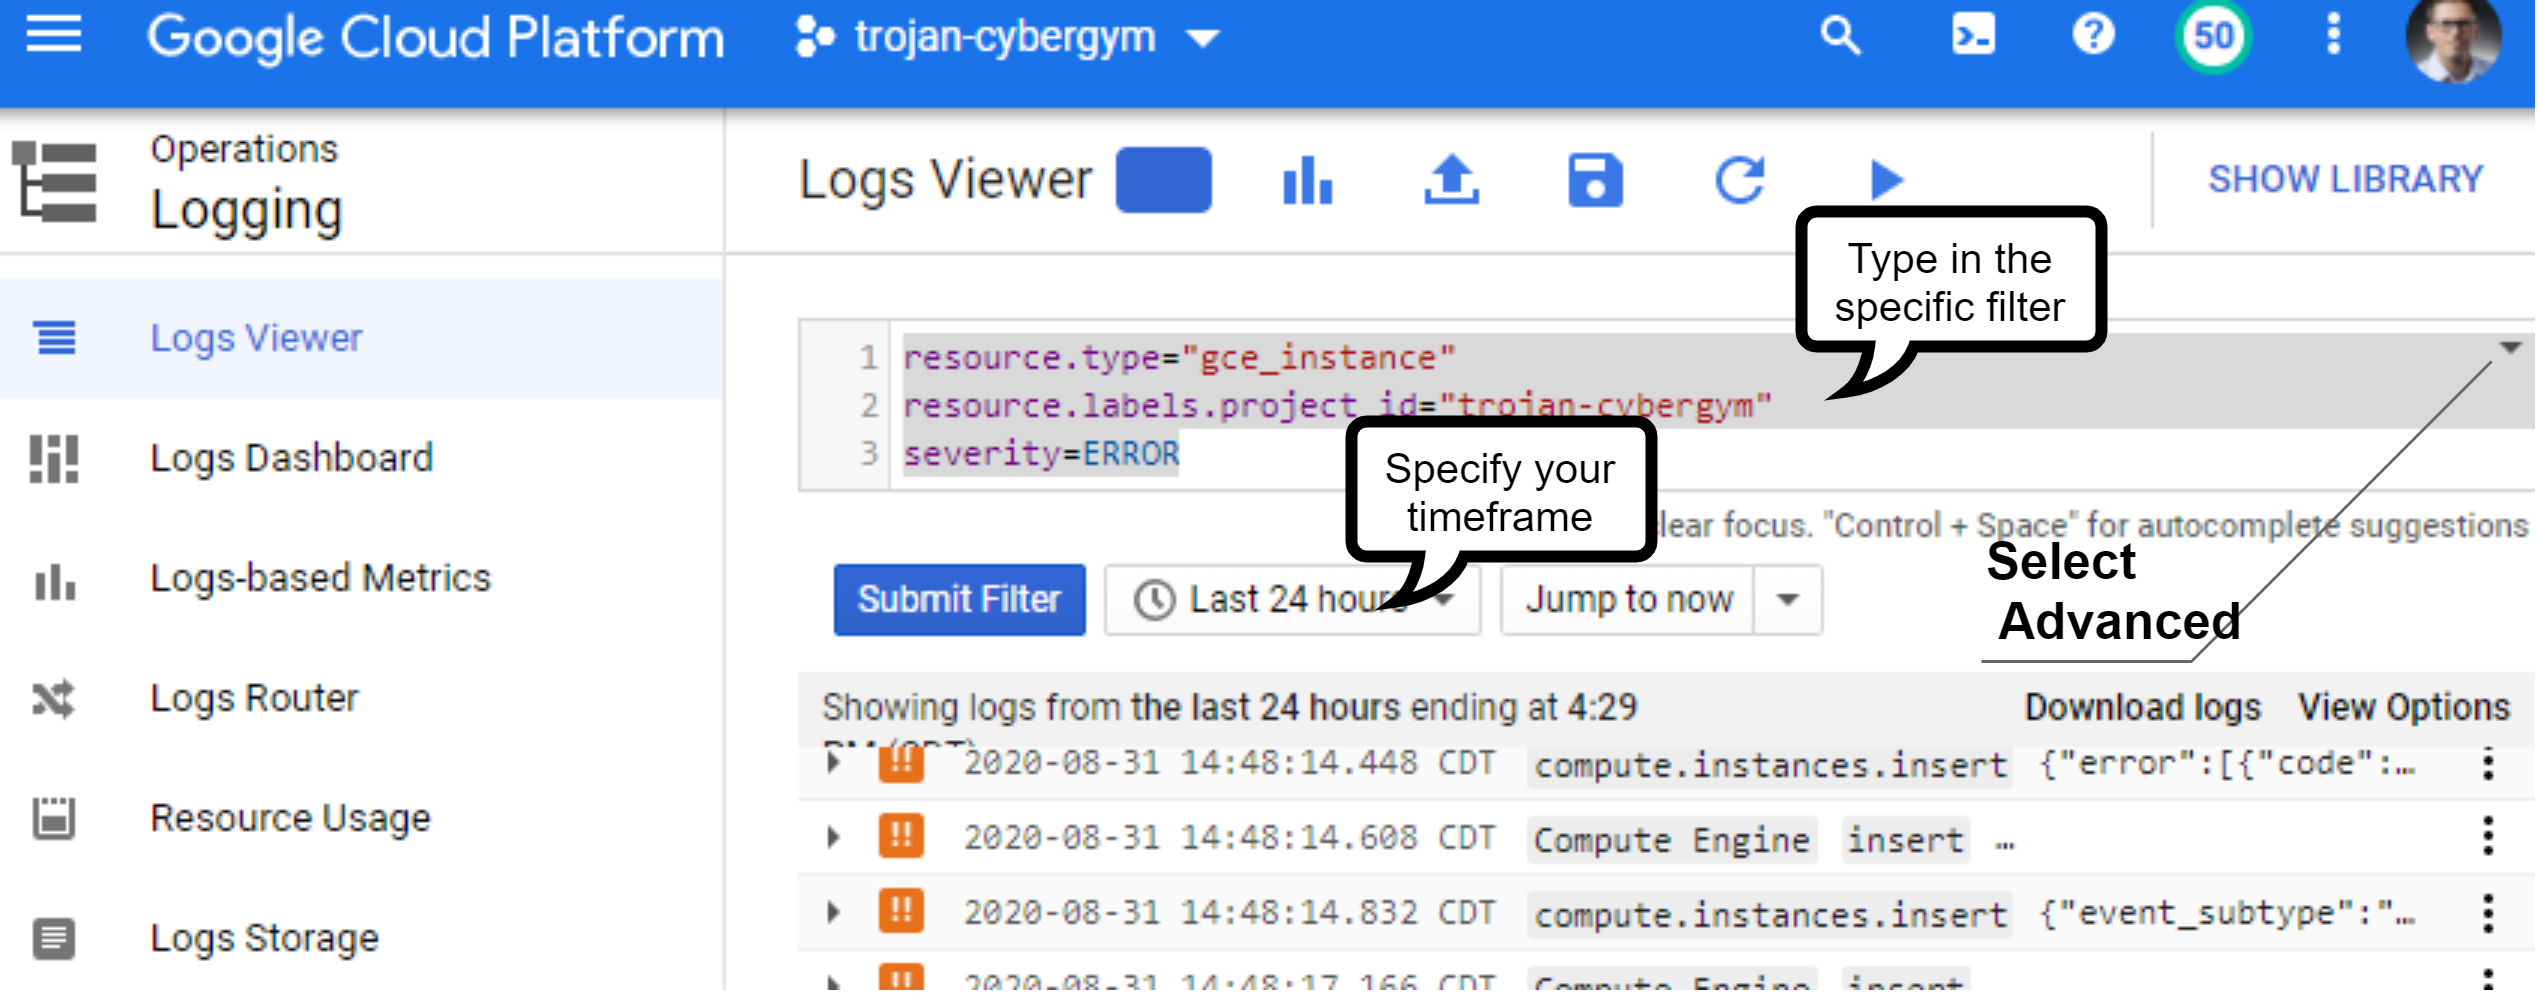 Google Cloud Platform
trojan-cybergym
50
Operations
Logging
Logs Viewer
SHOW LIBRARY
Logs Viewer
Logs Dashboard
Logs-based Metrics
Logs Router
Resource Usage
Logs Storage
Type in the
specific filter
1 resource.type="gce_instance"
2 resource.labels.project_id="trojan-cybergym"
3 severity=ERROR
Specify your
timeframe
clear focus. "Control + Space" for autocomplete suggestions
Select
Advanced
Submit Filter
Last 24 hours
Jump to now
Showing logs from the last 24 hours ending at 4:29
PM (CDT)
Download logs View Options
!! 2020-08-31 14:48:14.448 CDT compute.instances.insert {"error":[{"code":…
!! 2020-08-31 14:48:14.608 CDT Compute Engine insert …
!! 2020-08-31 14:48:14.832 CDT compute.instances.insert {"event_subtype":"…
!! 2020-08-31 14:48:17.166 CDT Compute Engine insert